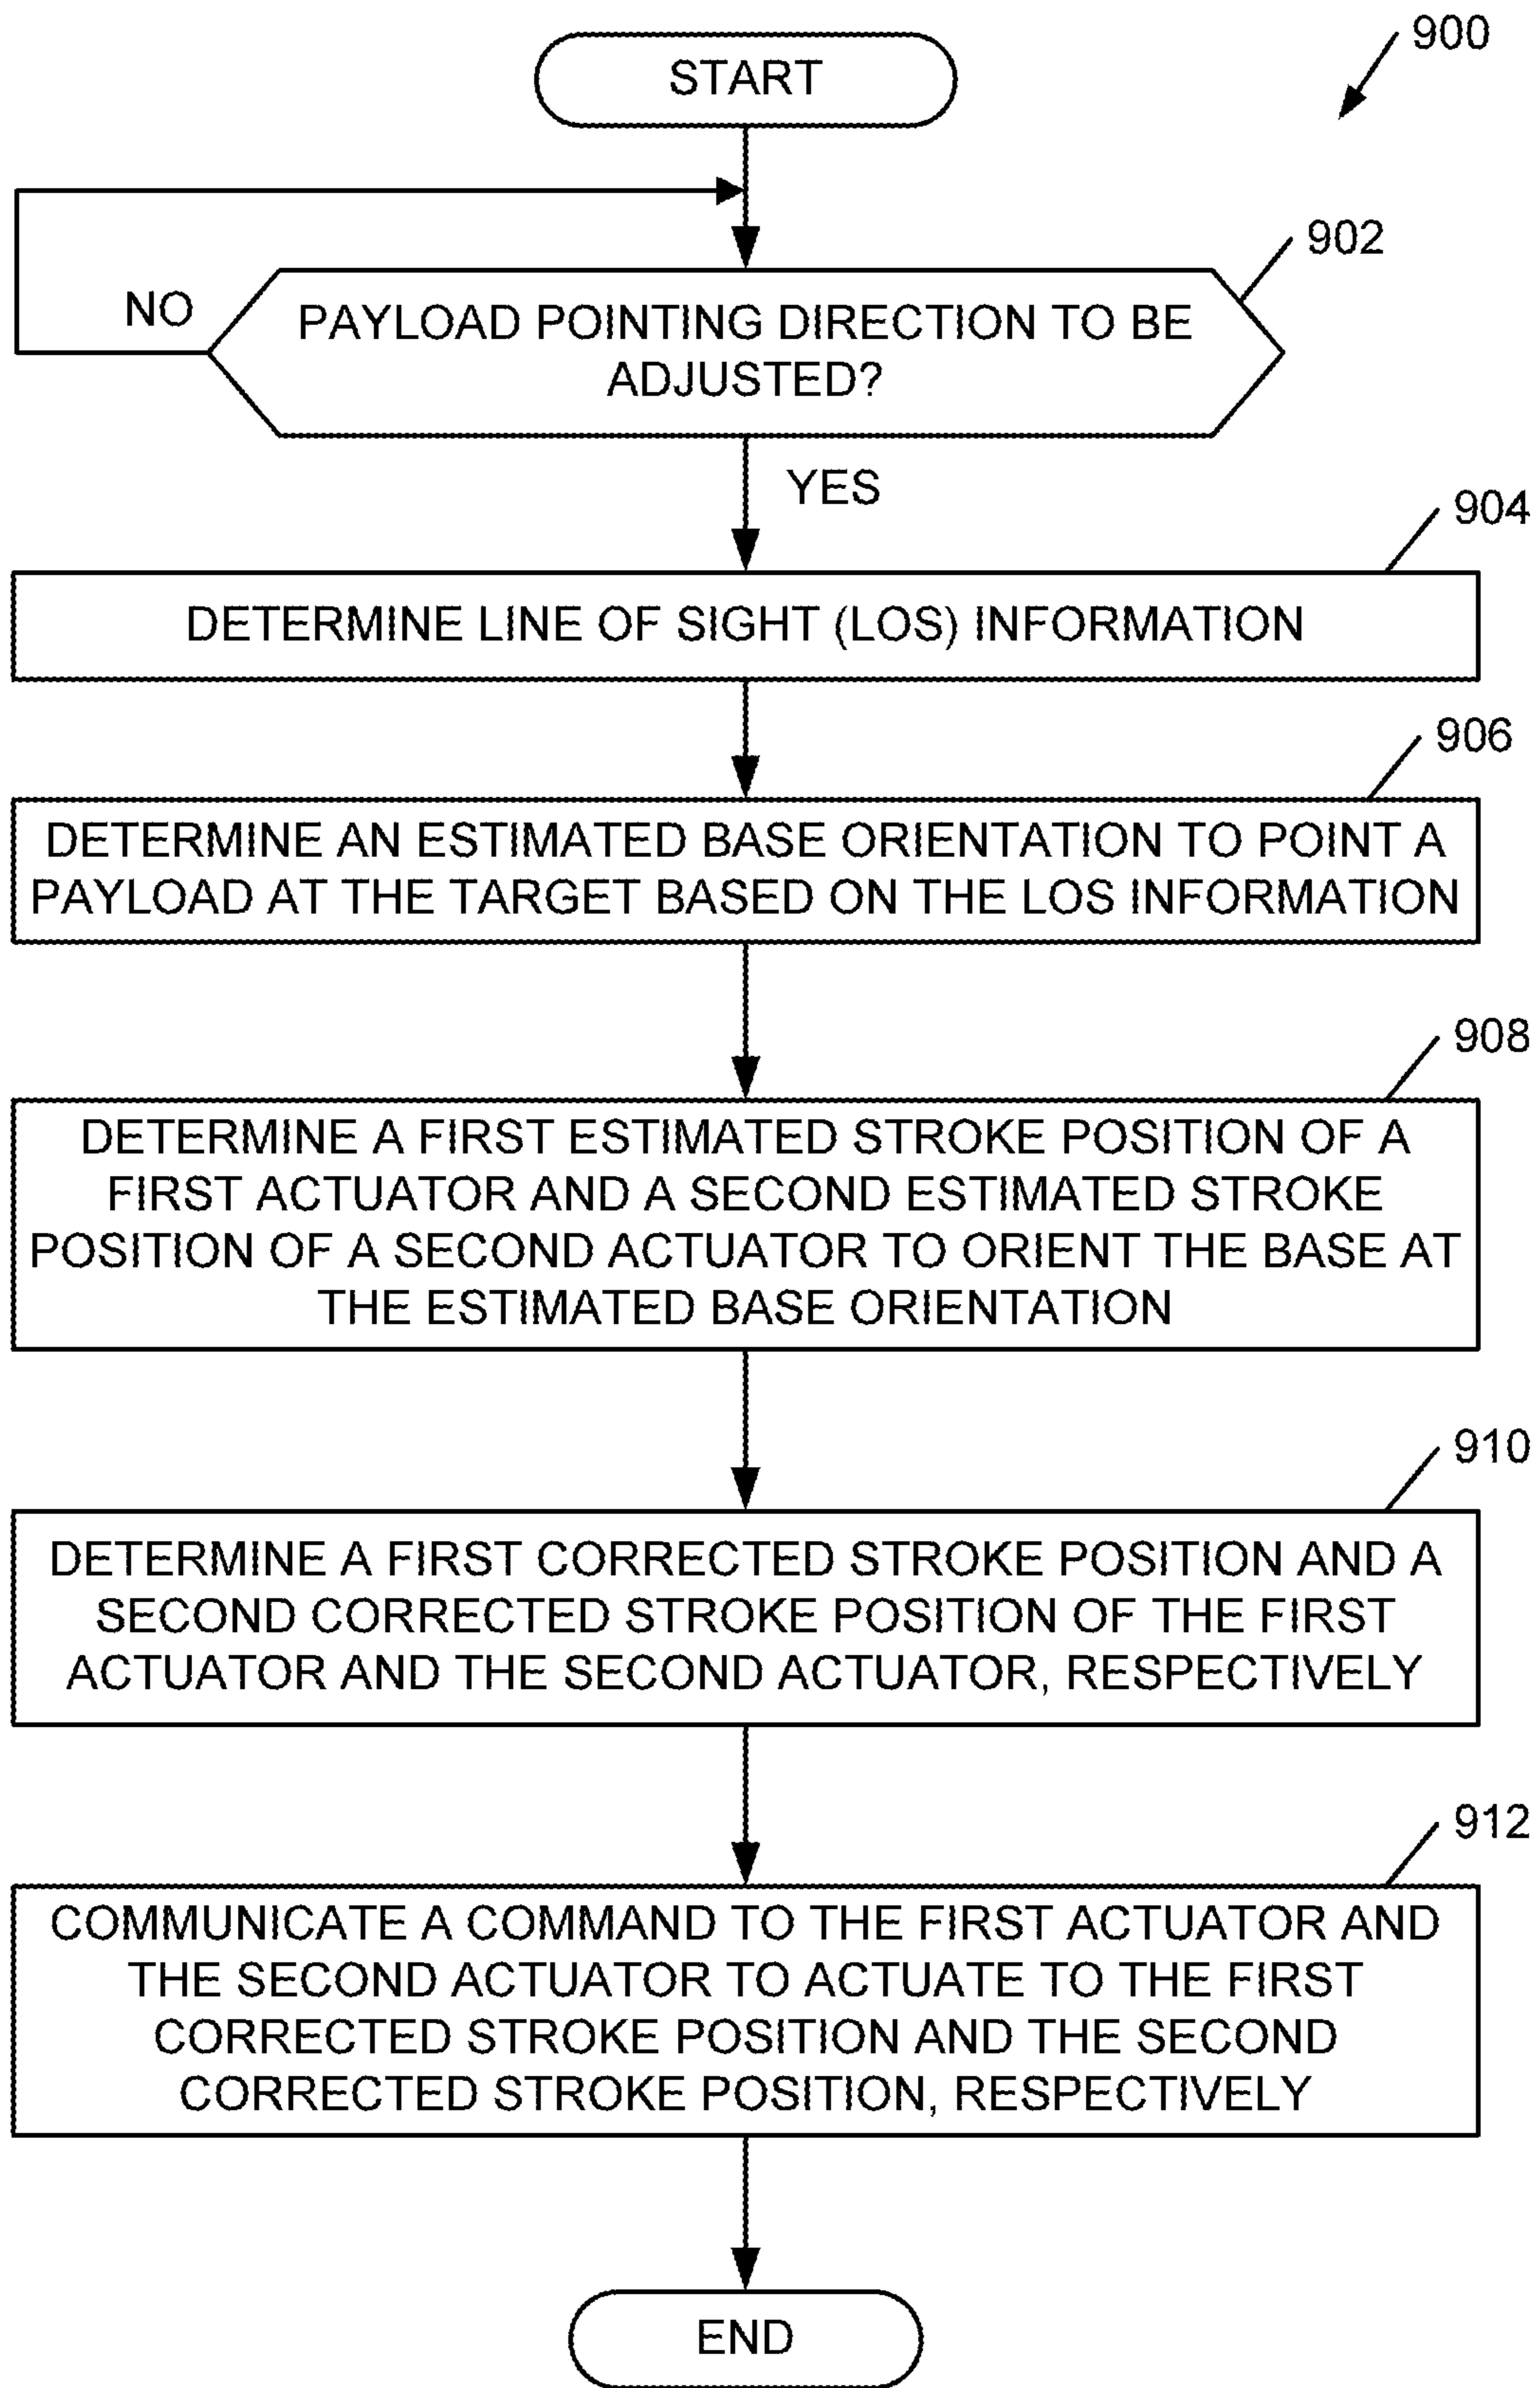 900
START
902
NO
PAYLOAD POINTING DIRECTION TO BE
ADJUSTED?
YES
904
DETERMINE LINE OF SIGHT (LOS) INFORMATION
906
DETERMINE AN ESTIMATED BASE ORIENTATION TO POINT A
PAYLOAD AT THE TARGET BASED ON THE LOS INFORMATION
908
DETERMINE A FIRST ESTIMATED STROKE POSITION OF A
FIRST ACTUATOR AND A SECOND ESTIMATED STROKE
POSITION OF A SECOND ACTUATOR TO ORIENT THE BASE AT
THE ESTIMATED BASE ORIENTATION
910
DETERMINE A FIRST CORRECTED STROKE POSITION AND A
SECOND CORRECTED STROKE POSITION OF THE FIRST
ACTUATOR AND THE SECOND ACTUATOR, RESPECTIVELY
912
COMMUNICATE A COMMAND TO THE FIRST ACTUATOR AND
THE SECOND ACTUATOR TO ACTUATE TO THE FIRST
CORRECTED STROKE POSITION AND THE SECOND
CORRECTED STROKE POSITION, RESPECTIVELY
END